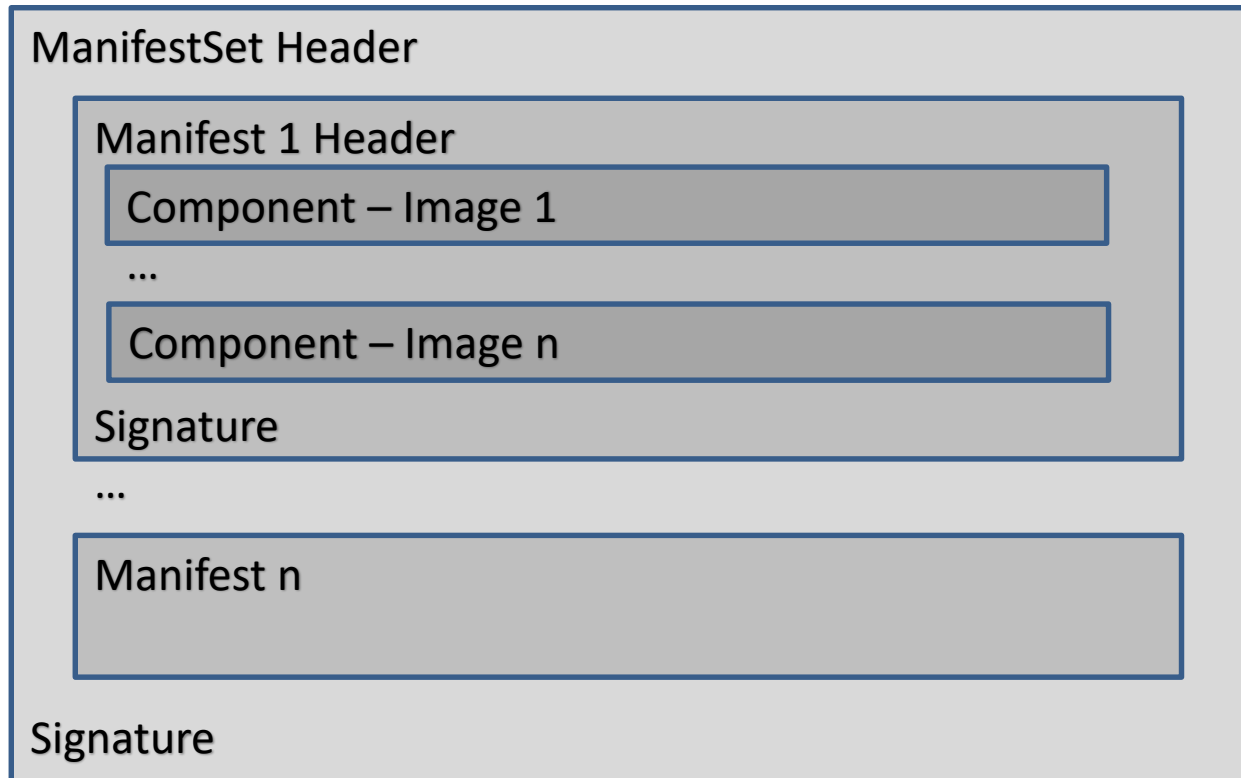 ManifestSet Header
Manifest 1 Header
Component – Image 1
...
Component – Image n
Signature
...
Manifest n
Signature